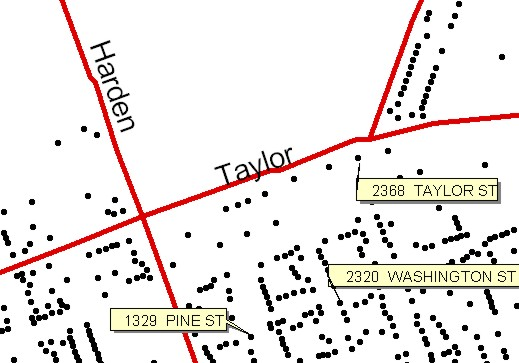 Harden
Taylor
2368 TAYLOR ST
2320 WASHINGTON ST
1329 PINE ST